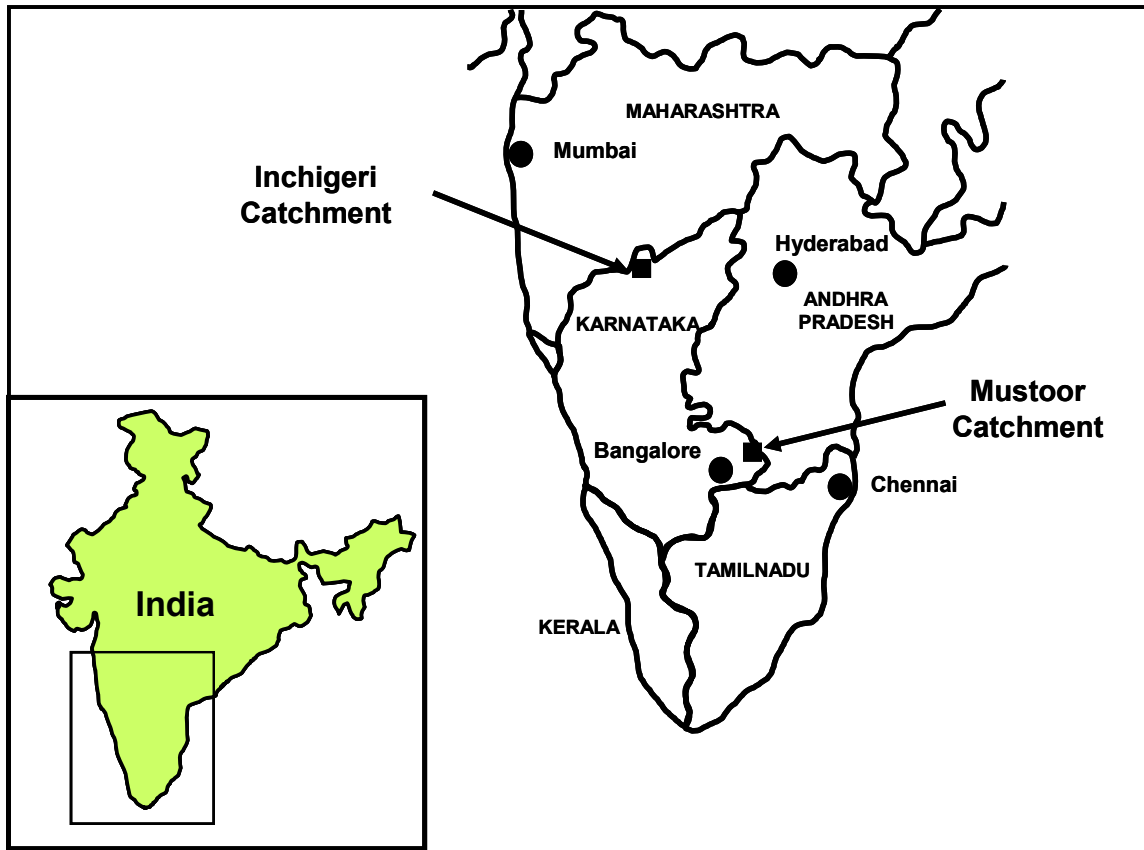 MAHARASHTRA
Mumbai
Inchigeri
Catchment
Hyderabad
ANDHRA
PRADESH
KARNATAKA
Mustoor
Catchment
Bangalore
Chennai
TAMILNADU
KERALA
India